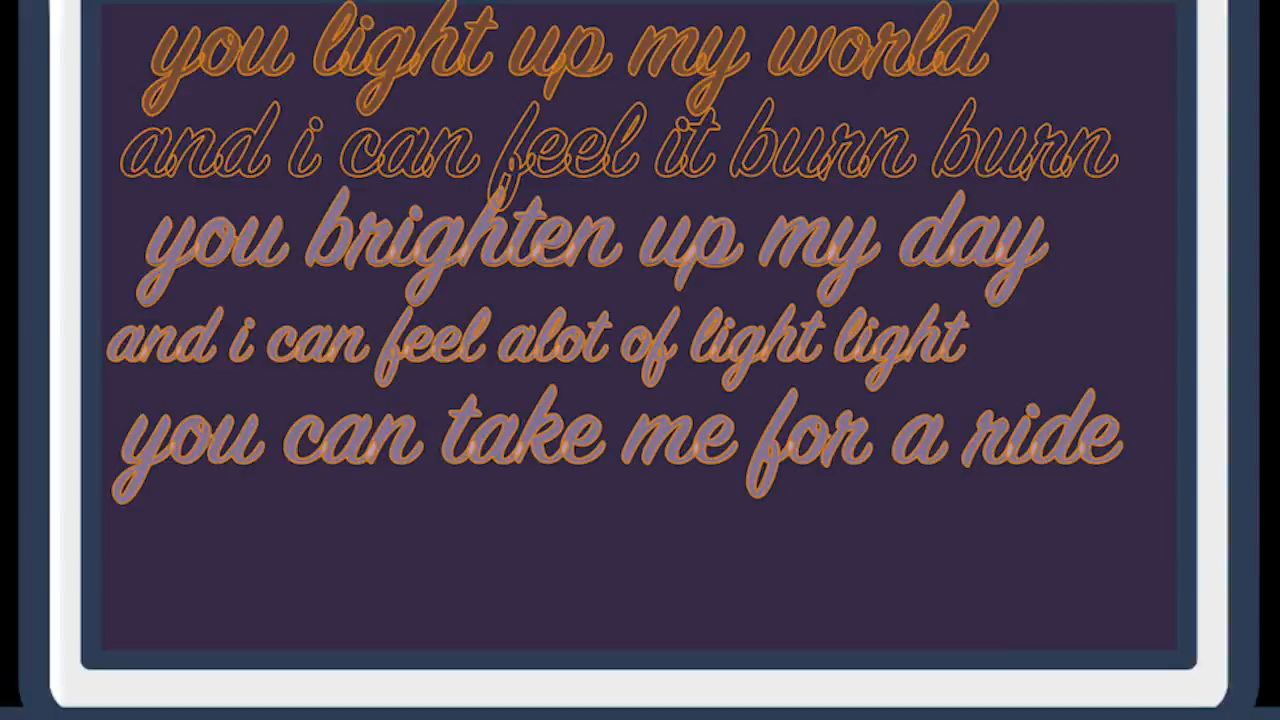 you light up my world
and i can feel it burn burn
you brighten up my day
and i can feel alot of light light
you can take me for a ride